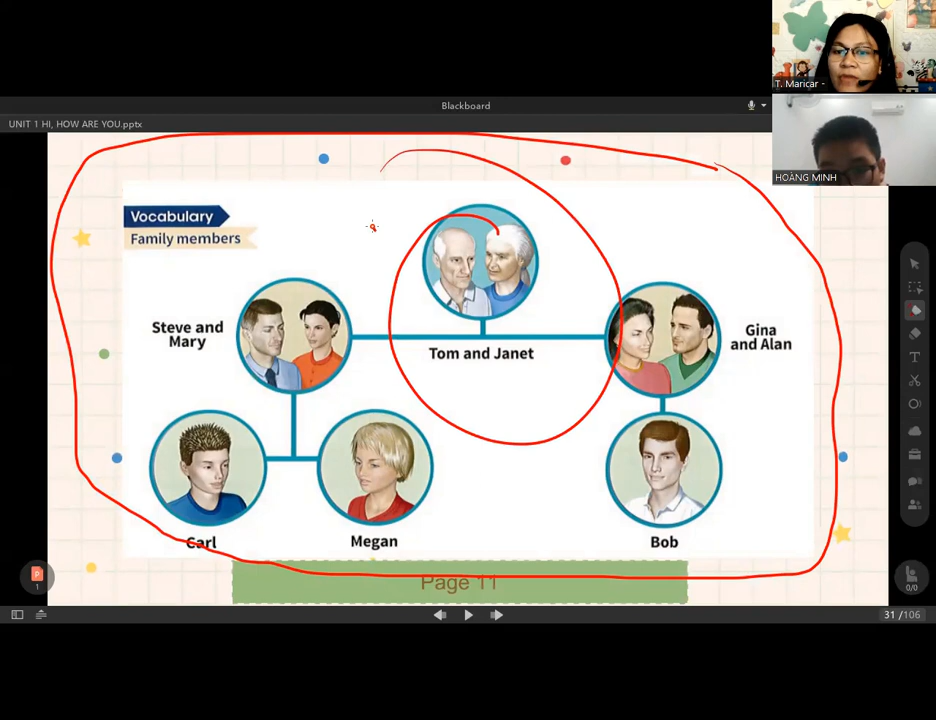 T. Maricar -
Blackboard
UNIT 1 HI, HOW ARE YOU.pptx
HOÀNG MINH
Vocabulary
Family members
Steve and
Mary
Tom and Janet
Gina
and Alan
Carl
Megan
Bob
Page 11
P
1
0/0
31 /106